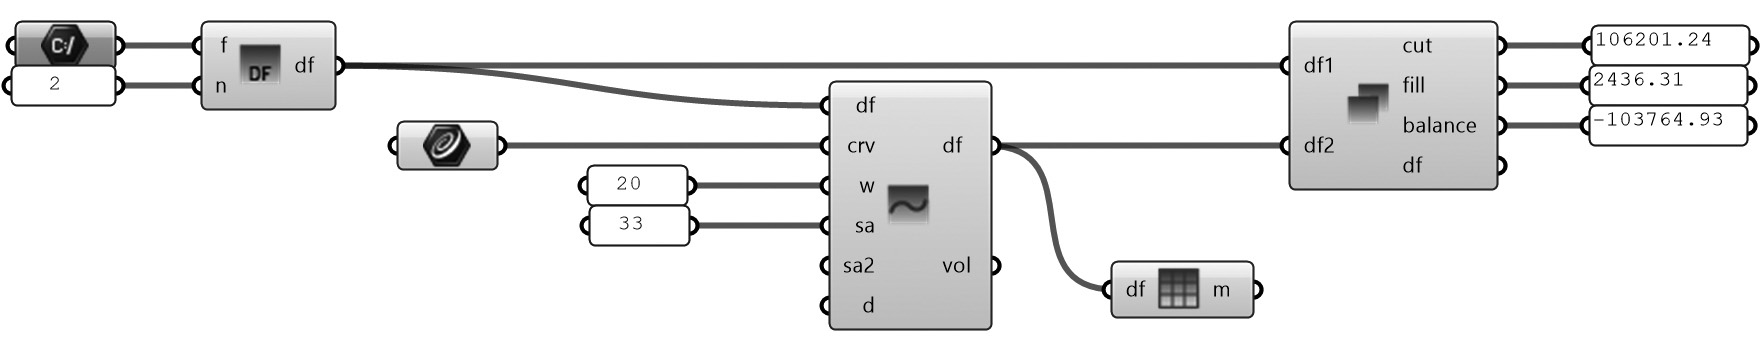 C:/
2
f
n
DF
df
df
crv
w
sa
sa2
d
df
vol
20
33
df
m
df1
df2
cut
fill
balance
df
106201.24
2436.31
-103764.93